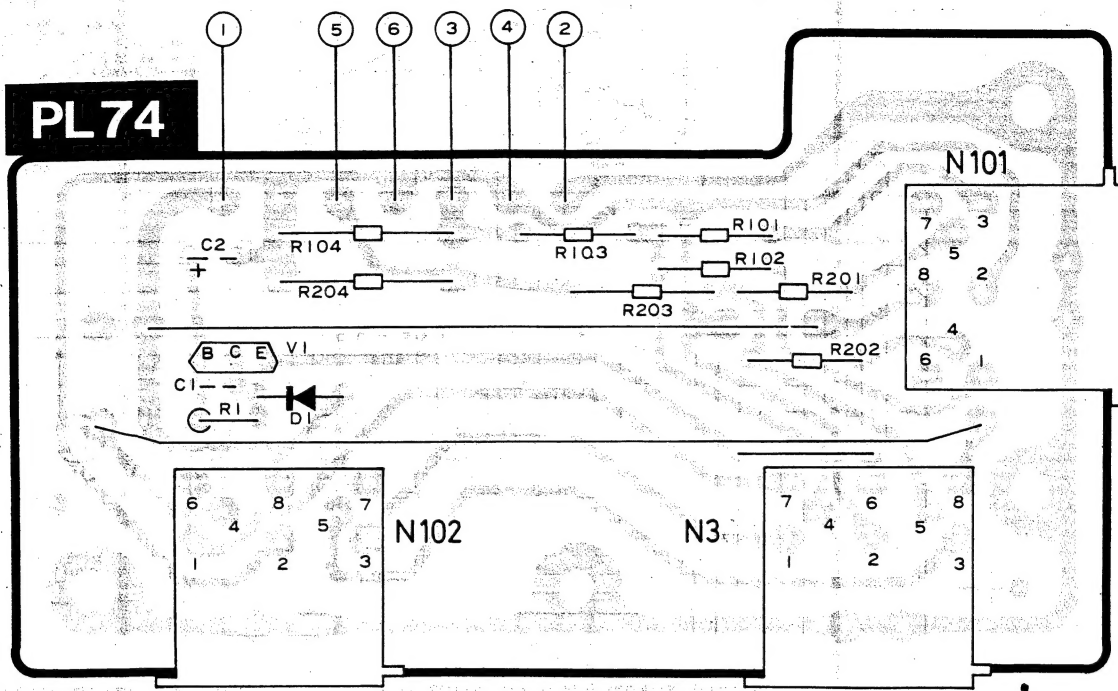 1 5 6 3 4 2
PL74
N101
7 3
5
8 2
4
6 1
C2
+
R104
R103
R101
R102
R204
R203
R201
B C E V1
R202
C1
R1
D1
6 8 7
4 5
1 2 3
N102
N3
7 6 8
4 5
1 2 3